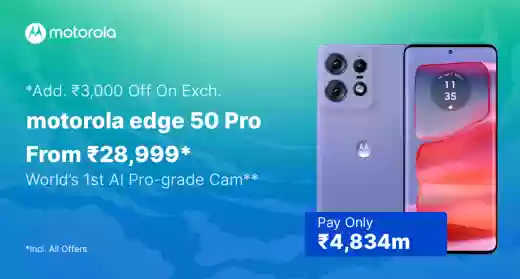 motorola
*Add. ₹3,000 Off On Exch.
motorola edge 50 Pro
From ₹28,999*
World's 1st AI Pro-grade Cam**
*Incl. All Offers
11
35
Pay Only
₹4,834m